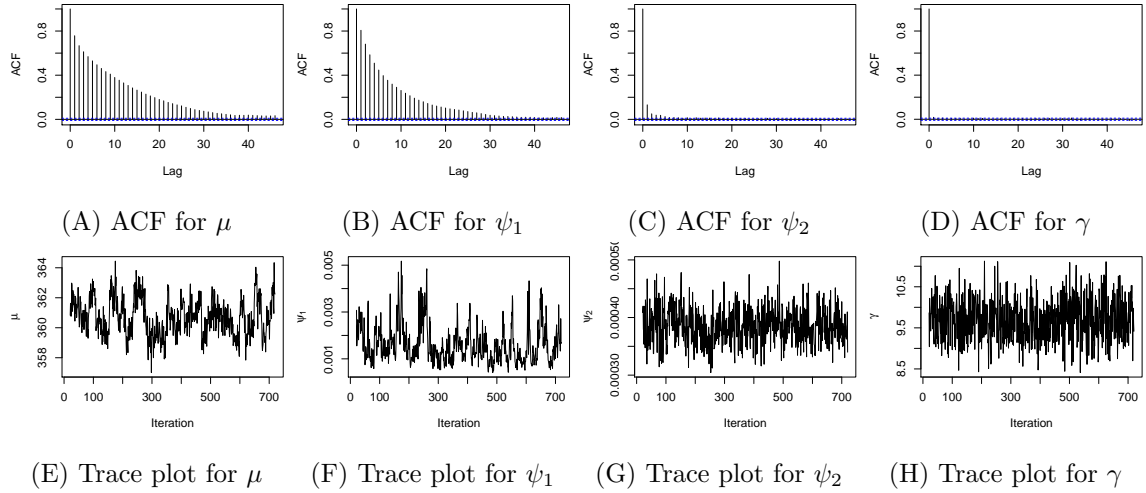 ACF
0.0 0.4 0.8
0 10 20 30 40
Lag
(A) ACF for μ
ACF
0.0 0.4 0.8
0 10 20 30 40
Lag
(B) ACF for ψ₁
ACF
0.0 0.4 0.8
0 10 20 30 40
Lag
(C) ACF for ψ₂
ACF
0.0 0.4 0.8
0 10 20 30 40
Lag
(D) ACF for γ
μ
358 360 362 364
0 100 300 500 700
Iteration
(E) Trace plot for μ
ψ₁
0.001 0.003 0.005
0 100 300 500 700
Iteration
(F) Trace plot for ψ₁
ψ₂
0.00030 0.00040
0 100 300 500 700
Iteration
(G) Trace plot for ψ₂
γ
8.5 9.5 10.5
0 100 300 500 700
Iteration
(H) Trace plot for γ